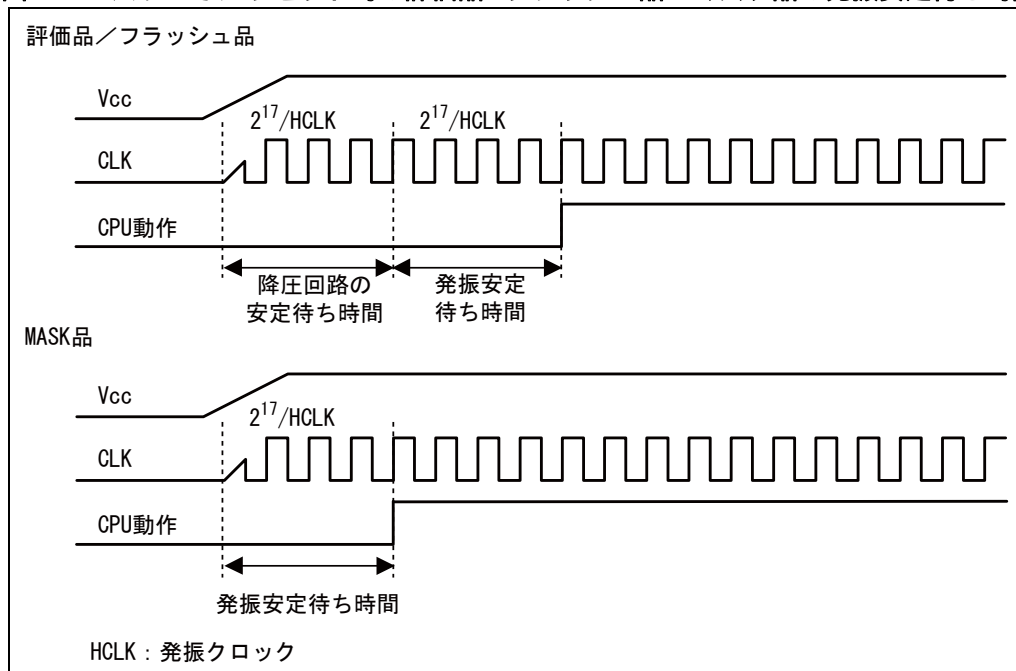 評価品／フラッシュ品
Vcc
2^17/HCLK 2^17/HCLK
CLK
CPU動作
降圧回路の
安定待ち時間
発振安定
待ち時間
MASK品
Vcc
2^17/HCLK
CLK
CPU動作
発振安定待ち時間
HCLK：発振クロック